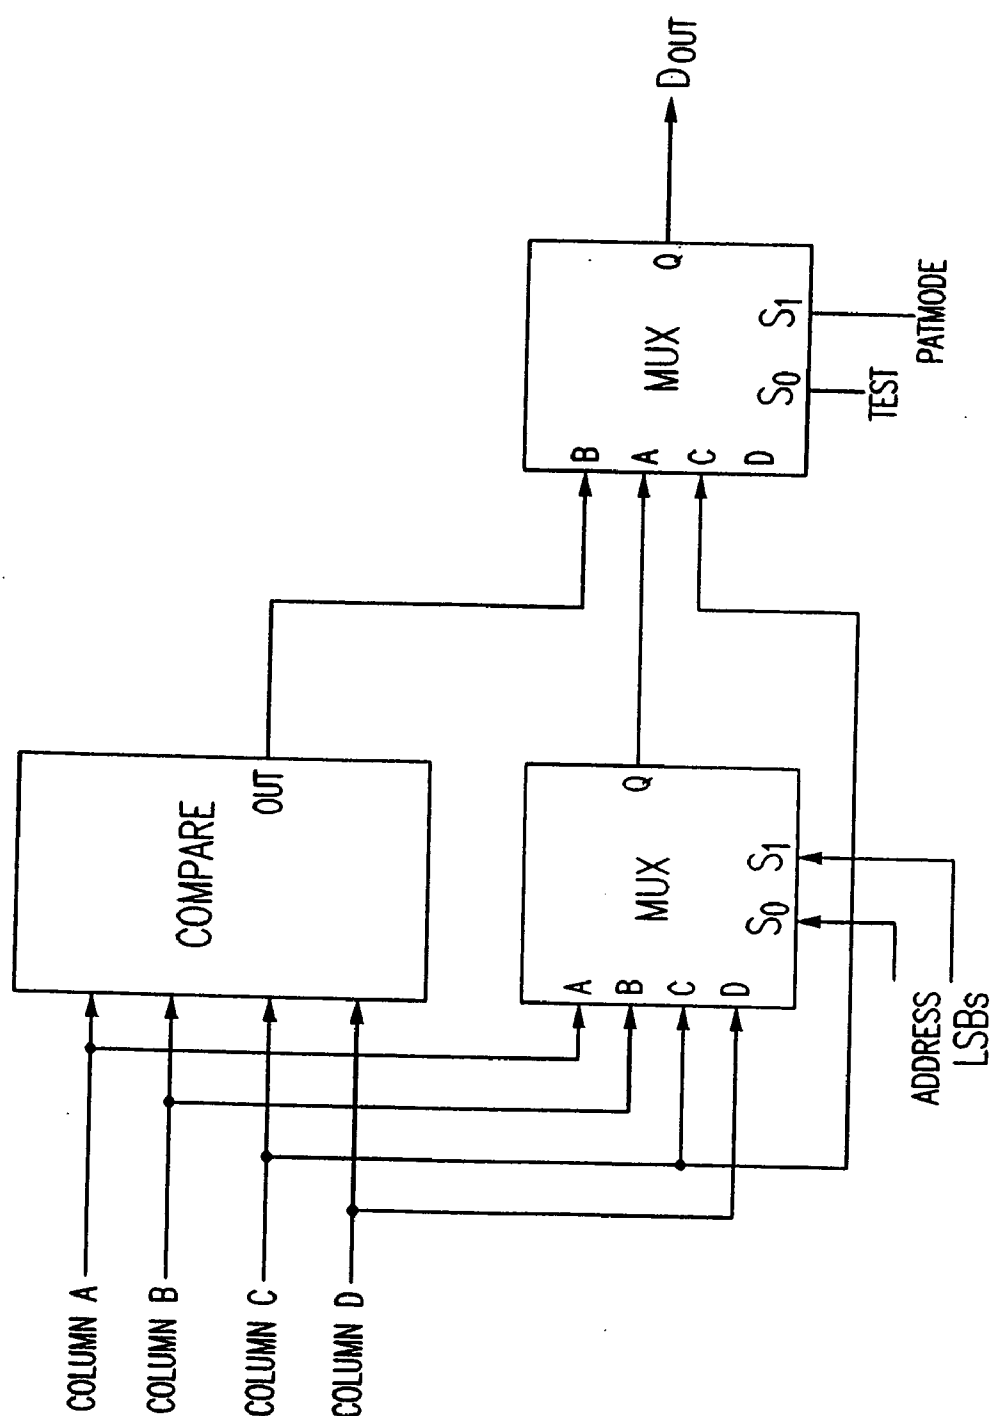 COLUMN A
COLUMN B
COLUMN C
COLUMN D
COMPARE
OUT
A
B
C
D
MUX
Q
S0
S1
ADDRESS
LSBs
B
A
C
D
MUX
Q
S0
S1
TEST
PATMODE
DOUT